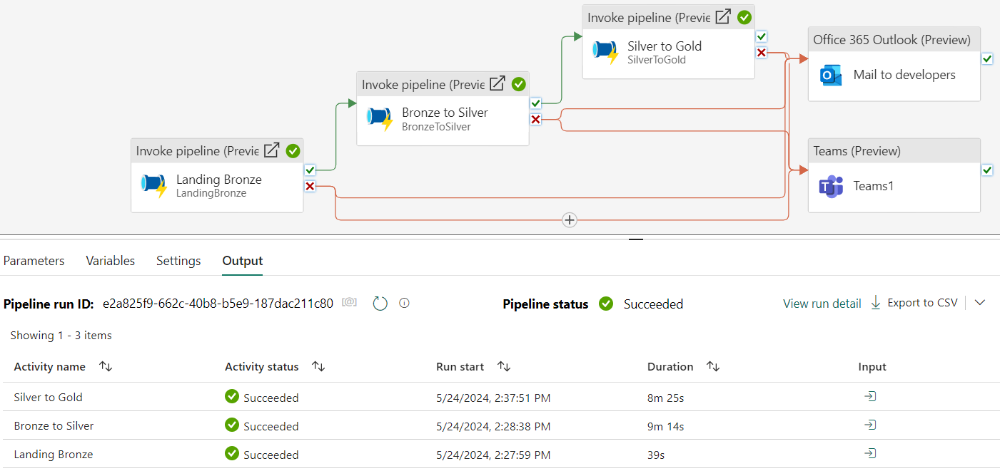 Invoke pipeline (Previe
Silver to Gold
SilverToGold
Office 365 Outlook (Preview)
Mail to developers
Invoke pipeline (Previe
Bronze to Silver
BronzeToSilver
Invoke pipeline (Previe
Landing Bronze
LandingBronze
Teams (Preview)
Teams1
Parameters Variables Settings Output
Pipeline run ID: e2a825f9-662c-40b8-b5e9-187dac211c80 [@] Pipeline status Succeeded View run detail Export to CSV
Showing 1 - 3 items
Activity name Activity status Run start Duration Input
Silver to Gold Succeeded 5/24/2024, 2:37:51 PM 8m 25s
Bronze to Silver Succeeded 5/24/2024, 2:28:38 PM 9m 14s
Landing Bronze Succeeded 5/24/2024, 2:27:59 PM 39s